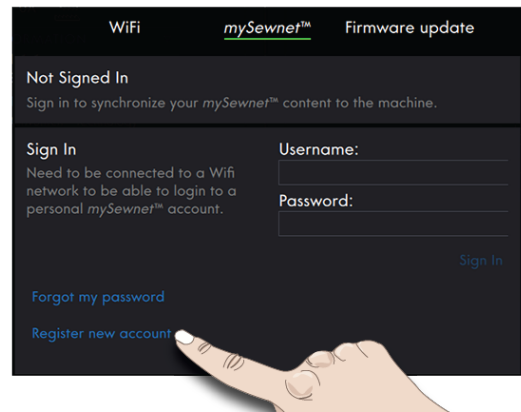 WiFi mySewnet™ Firmware update
Not Signed In
Sign in to synchronize your mySewnet™ content to the machine.
Sign In
Need to be connected to a Wifi
network to be able to login to a
personal mySewnet™ account.
Username:
Password:
Sign In
Forgot my password
Register new account